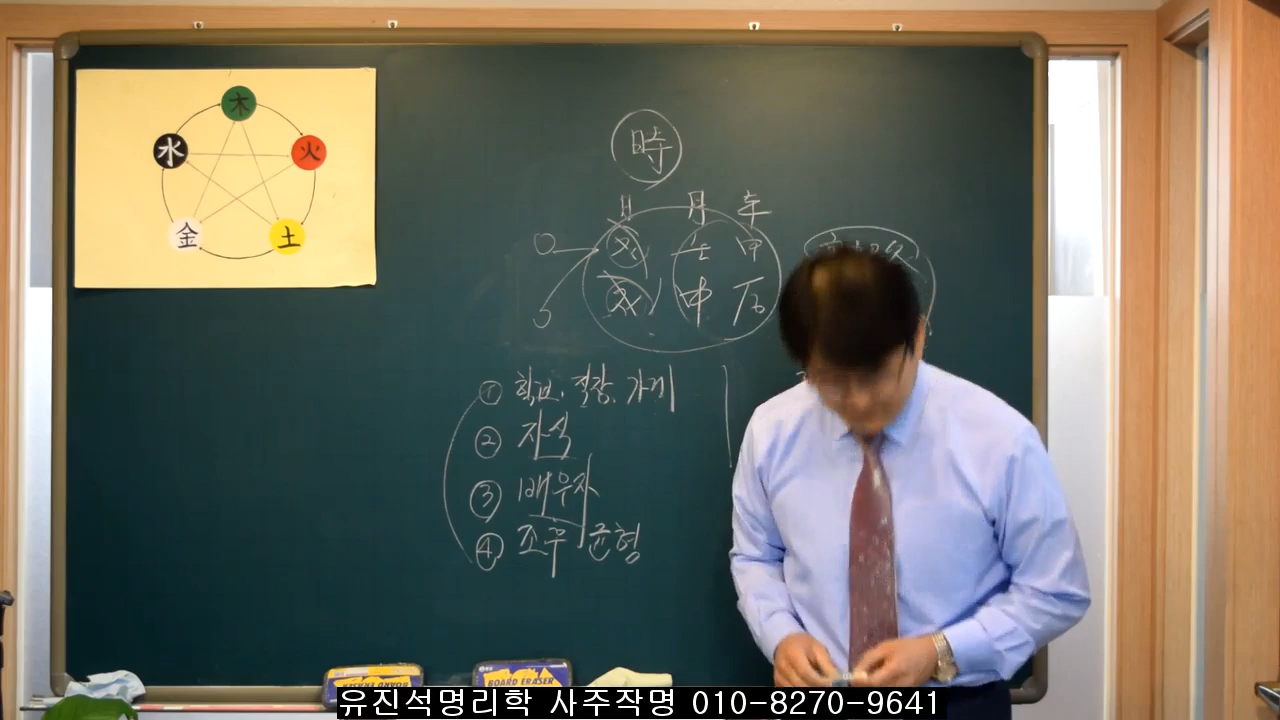 木
水 火
金 土
時
日 月 年
壬 甲
申
① 학교. 직장. 가게
② 자식
③ 배우자
④ 조후 균형
BOARD ERASER
BOARD ERASER
유진석명리학 사주작명 010-8270-9641